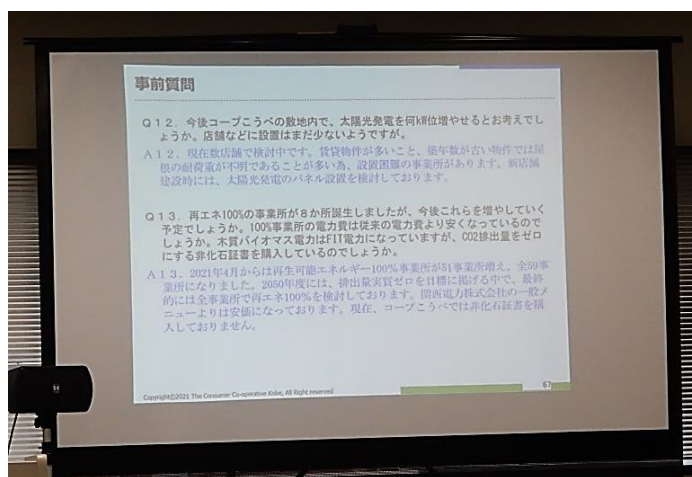 事前質問
Q12. 今後コープこうべの敷地内で、太陽光発電を何kW位増やせるとお考えでし
ょうか。店舗などに設置はまだ少ないようですが。
A12. 現在数店舗で検討中です。賃貸物件が多いこと、築年数が古い物件では屋
根の耐荷重が不明であることが多い為、設置困難の事業所があります。新店舗
建設時には、太陽光発電のパネル設置を検討しております。
Q13. 再エネ100%の事業所が8か所誕生しましたが、今後これらを増やしていく
予定でしょうか。100%事業所の電力費は従来の電力費より安くなっているので
しょうか。木質バイオマス電力はFIT電力になっていますが、CO2排出量をゼロ
にする非化石証書を購入しているのでしょうか。
A13. 2021年4月からは再生可能エネルギー100%事業所が51事業所増え、全59事
業所になりました。2050年度には、排出量実質ゼロを目標に掲げる中で、最終
的には全事業所で再エネ100%を検討しております。関西電力株式会社の一般メ
ニューよりは安価になっております。現在、コープこうべでは非化石証書を購
入しておりません。
Copyright©2021 The Consumer Co-operative Kobe, All Right reserved
67